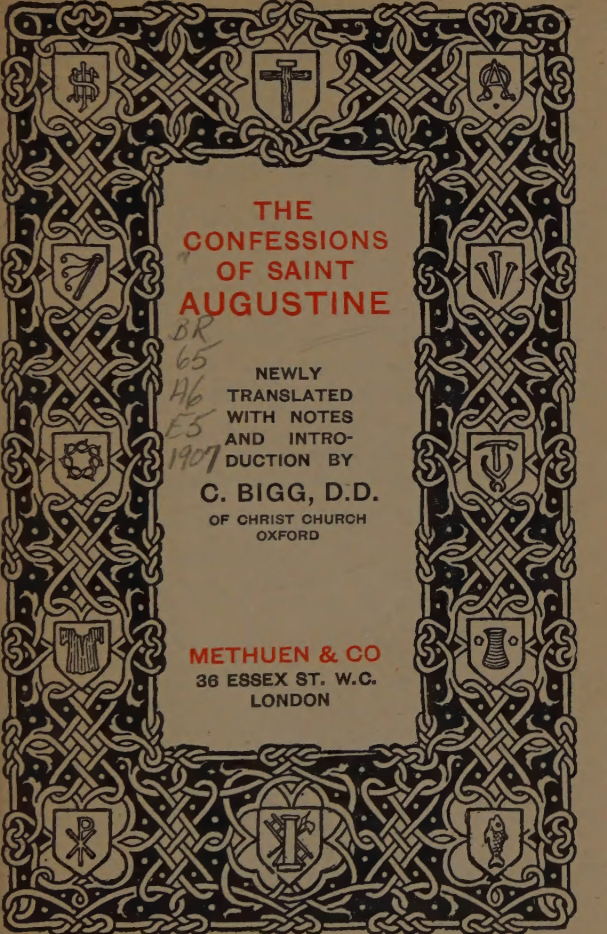 THE
CONFESSIONS
OF SAINT
AUGUSTINE
BR
65
A6
E5
1907
NEWLY
TRANSLATED
WITH NOTES
AND INTRO-
DUCTION BY
C. BIGG, D.D.
OF CHRIST CHURCH
OXFORD
METHUEN & CO
36 ESSEX ST. W.C.
LONDON